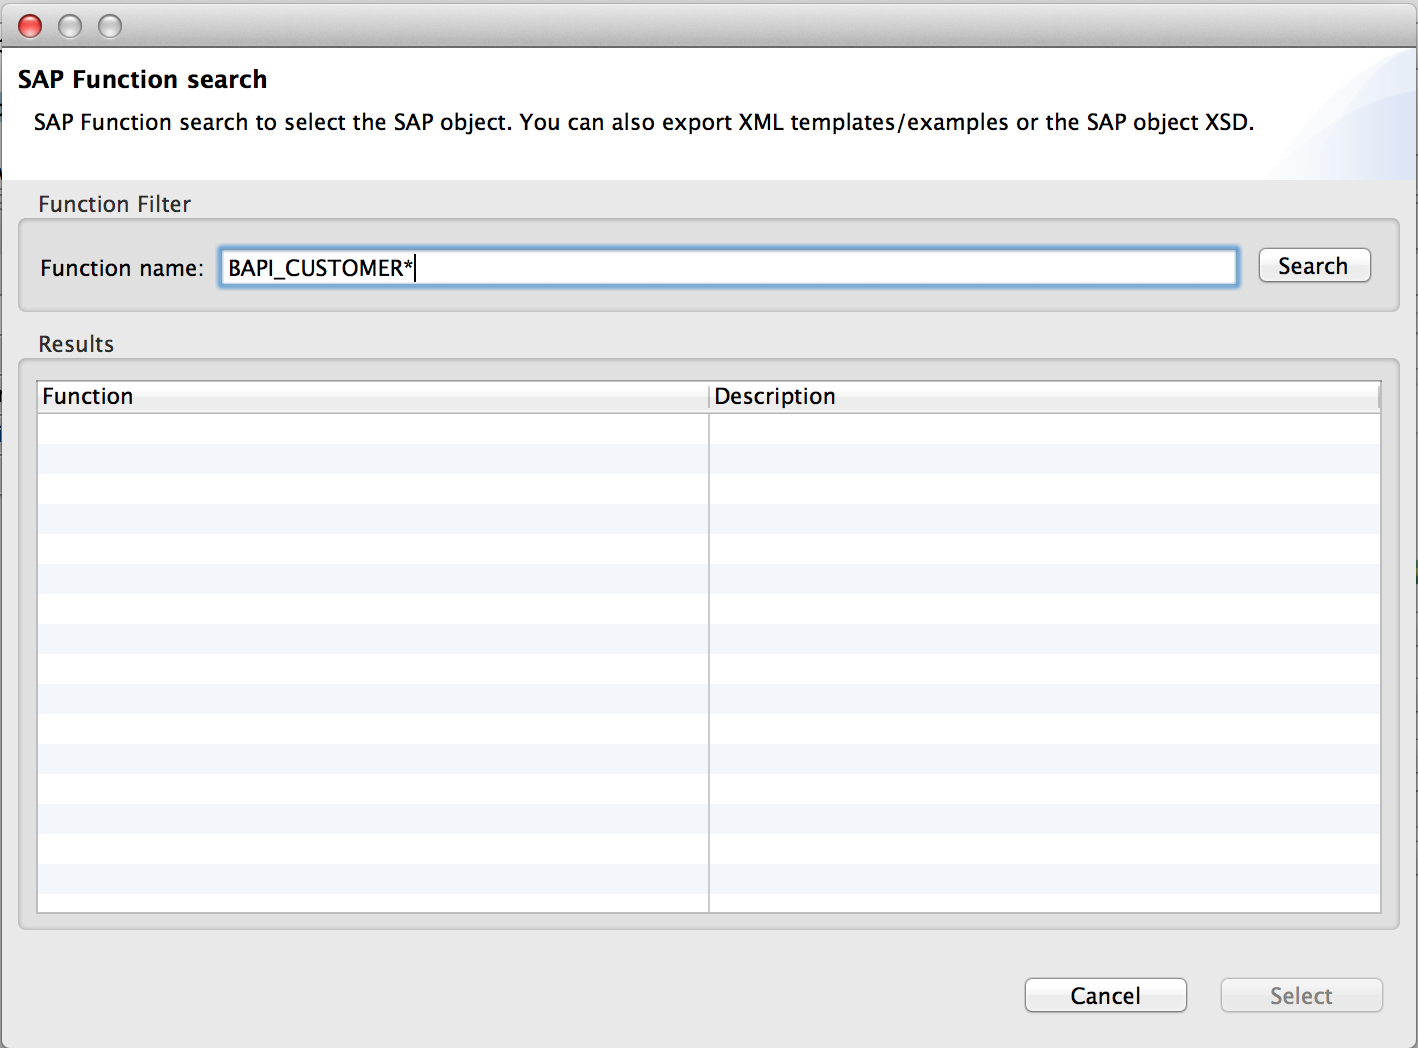 SAP Function search
SAP Function search to select the SAP object. You can also export XML templates/examples or the SAP object XSD.
Function Filter
Function name: BAPI_CUSTOMER* Search
Results
Function Description
Cancel Select